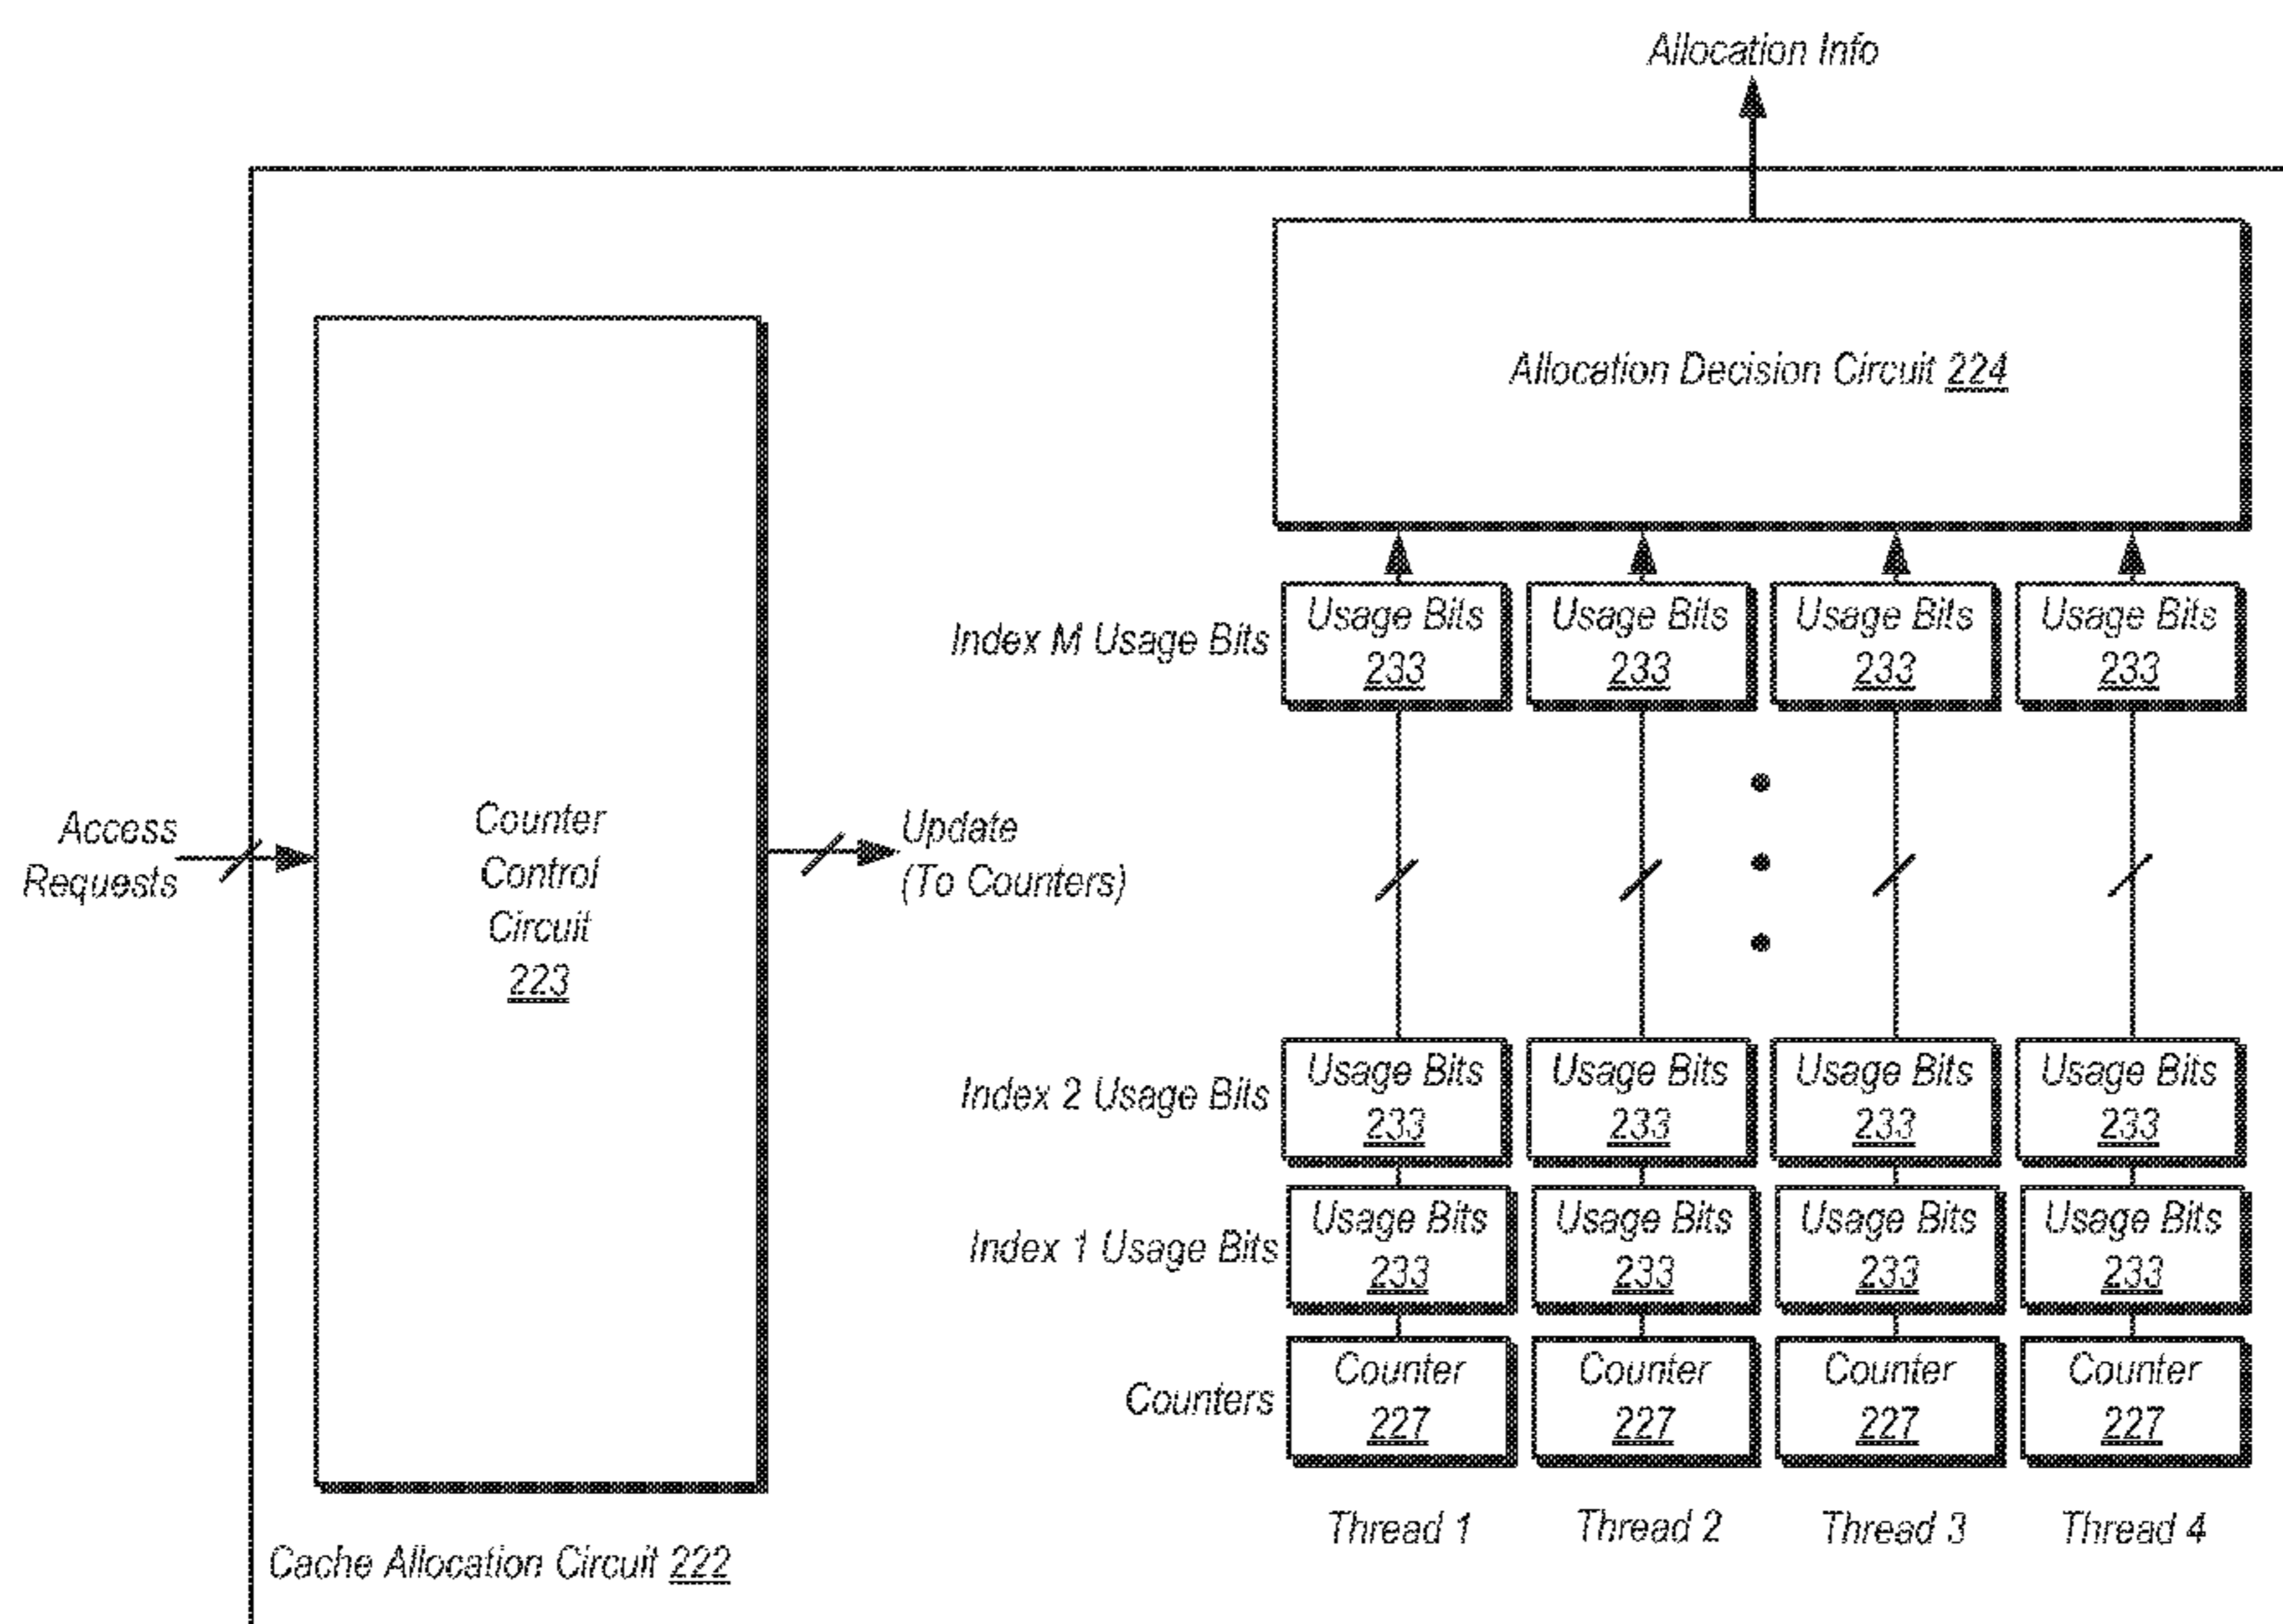 Allocation Info
Allocation Decision Circuit 224
Index M Usage Bits
Usage Bits
233
Usage Bits
233
Usage Bits
233
Usage Bits
233
Access
Requests
Counter
Control
Circuit
223
Update
(To Counters)
Index 2 Usage Bits
Usage Bits
233
Usage Bits
233
Usage Bits
233
Usage Bits
233
Index 1 Usage Bits
Usage Bits
233
Usage Bits
233
Usage Bits
233
Usage Bits
233
Counters
Counter
227
Counter
227
Counter
227
Counter
227
Thread 1
Thread 2
Thread 3
Thread 4
Cache Allocation Circuit 222